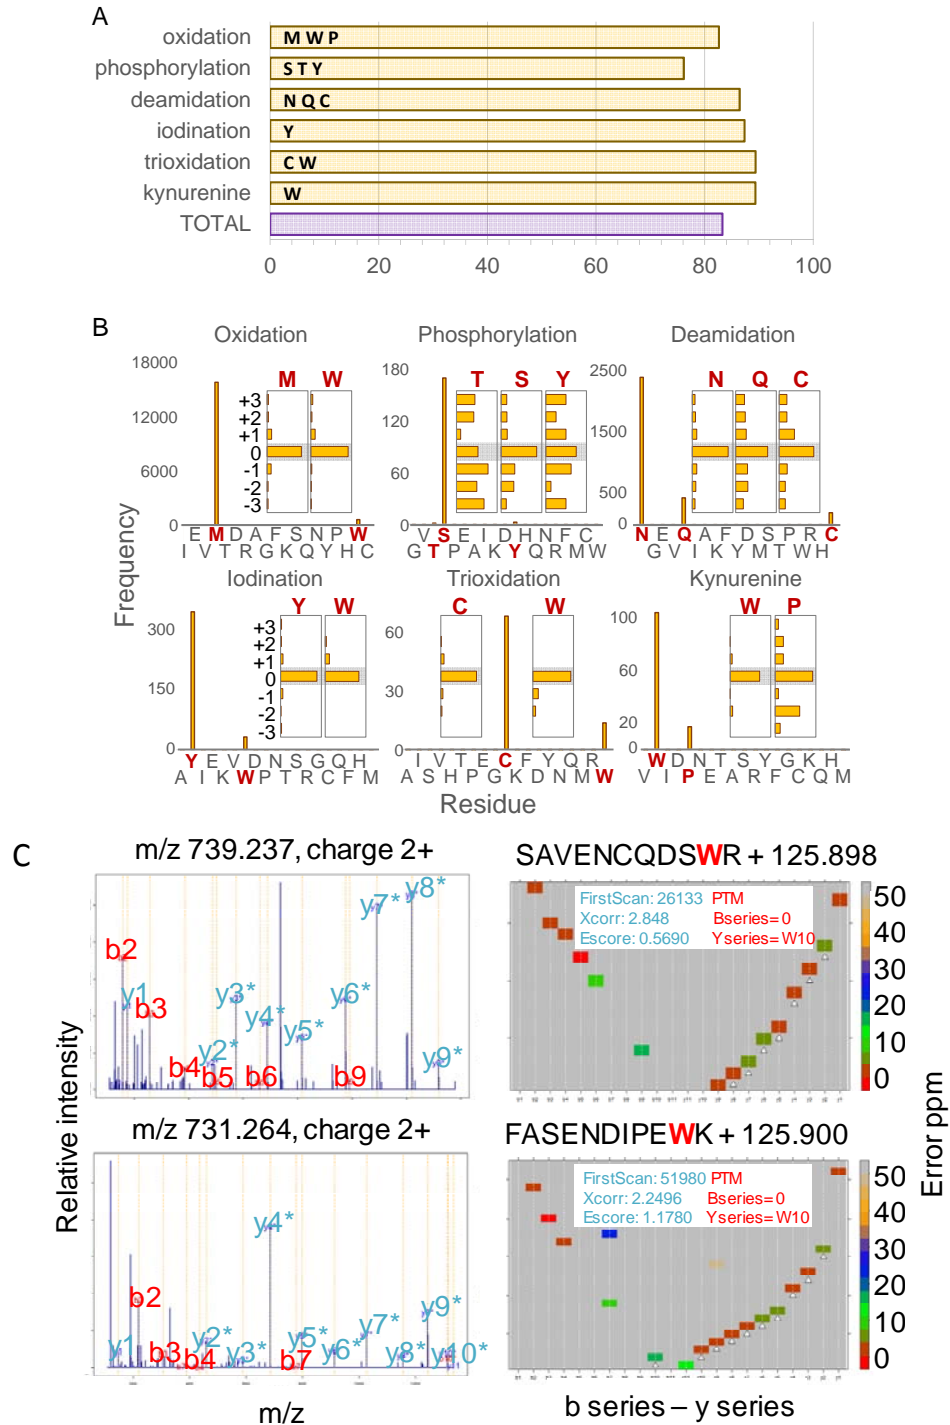 A
oxidation M W P
phosphorylation S T Y
deamidation N Q C
iodination Y
trioxidation C W
kynurenine W
TOTAL
0 20 40 60 80 100
B
Frequency
Oxidation
18000
12000
6000
0
M W
+3
+2
+1
0
-1
-2
-3
E M D A F S N P W
I V T R G K Q Y H C
Phosphorylation
180
120
60
0
T S Y
V S E I D H N F C
G T P A K Y Q R M W
Deamidation
2500
1500
500
0
N Q C
N E Q A F D S P R C
G V I K Y M T W H
Iodination
300
150
0
Y W
+3
+2
+1
0
-1
-2
-3
Y E V D N S G Q H
A I K W P T R C F M
Trioxidation
60
30
0
C W
I V T E C F Y Q R
A S H P G K D N M W
Kynurenine
100
60
20
0
W P
W D N T S Y G K H
V I P E A R F C Q M
Residue
C
Relative intensity
m/z 739.237, charge 2+
b2
y1
b3
b4
y2*
b5
y3*
b6
y4*
y5*
y6*
b9
y7*
y8*
y9*
SAVENCQDSWR + 125.898
FirstScan: 26133 PTM
Xcorr: 2.848 Bseries= 0
Escore: 0.5690 Yseries= W10
50
40
30
20
10
0
m/z 731.264, charge 2+
y1
b2
b3
b4
y2*
y3*
y4*
b7
y5*
y6*
y7*
y8*
y9*
y10*
m/z
FASENDIPEWK + 125.900
FirstScan: 51980 PTM
Xcorr: 2.2496 Bseries= 0
Escore: 1.1780 Yseries= W10
50
40
30
20
10
0
Error ppm
b series – y series